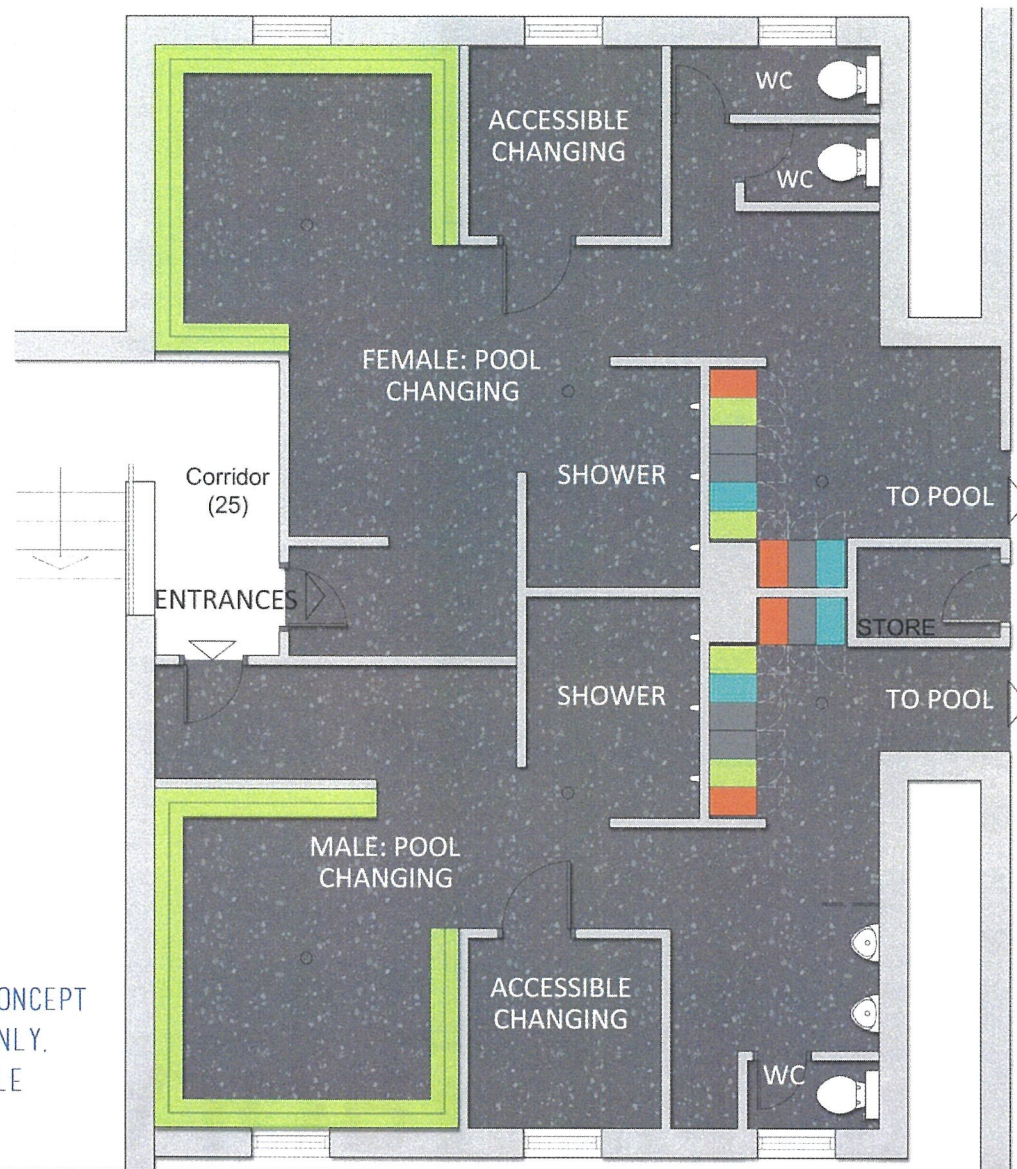 WC
ACCESSIBLE
CHANGING
WC
FEMALE: POOL
CHANGING
Corridor
(25)
SHOWER
TO POOL
ENTRANCES
STORE
SHOWER
TO POOL
MALE: POOL
CHANGING
ACCESSIBLE
CHANGING
WC
ONCEPT
NLY.
LE